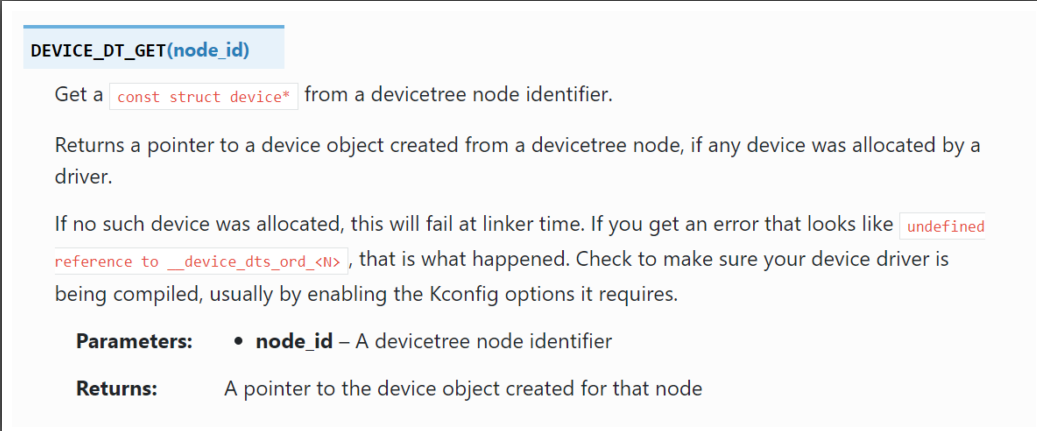 DEVICE_DT_GET(node_id)
Get a const struct device* from a devicetree node identifier.
Returns a pointer to a device object created from a devicetree node, if any device was allocated by a
driver.
If no such device was allocated, this will fail at linker time. If you get an error that looks like undefined
reference to __device_dts_ord_<N>, that is what happened. Check to make sure your device driver is
being compiled, usually by enabling the Kconfig options it requires.
Parameters: • node_id – A devicetree node identifier
Returns: A pointer to the device object created for that node